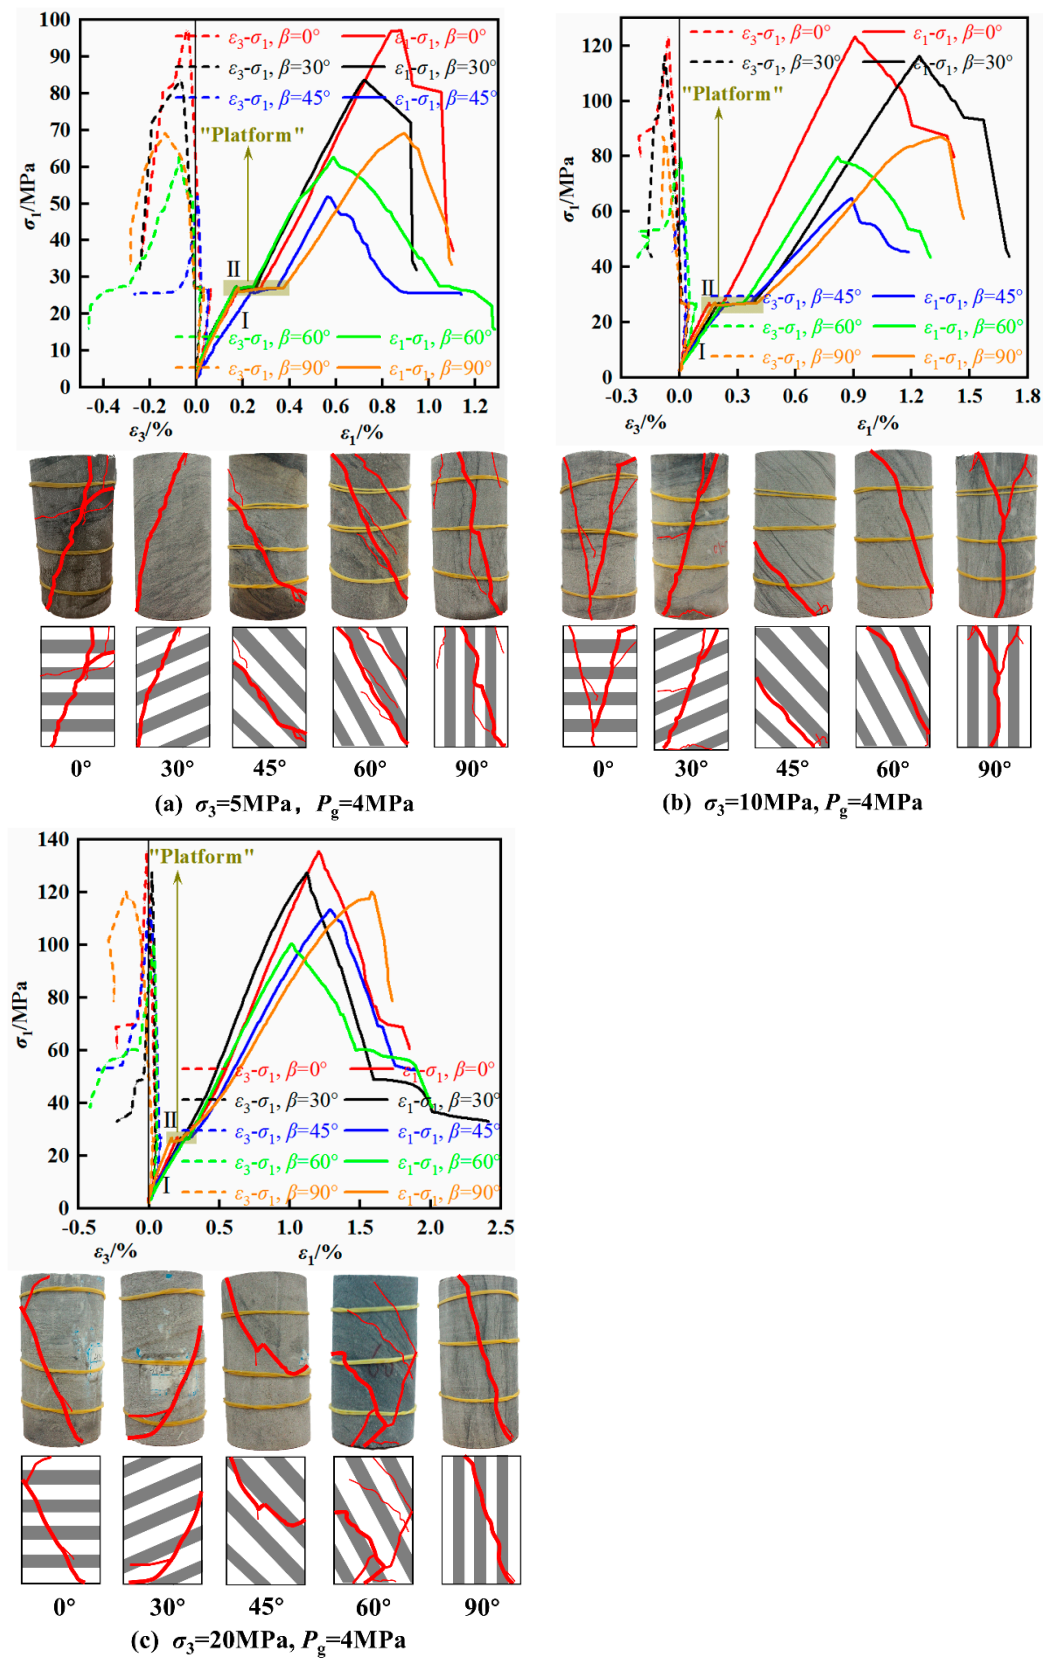 100
90
80
70
60
50
40
30
20
10
0
σ1/MPa
ε3-σ1, β=0° ε1-σ1, β=0°
ε3-σ1, β=30° ε1-σ1, β=30°
ε3-σ1, β=45° ε1-σ1, β=45°
"Platform"
II
I
ε3-σ1, β=60° ε1-σ1, β=60°
ε3-σ1, β=90° ε1-σ1, β=90°
-0.4 -0.2 0.0 0.2 0.4 0.6 0.8 1.0 1.2
ε3/% ε1/%
0° 30° 45° 60° 90°
(a) σ3=5MPa, Pg=4MPa
120
100
80
60
40
20
0
σ1/MPa
ε3-σ1, β=0° ε1-σ1, β=0°
ε3-σ1, β=30° ε1-σ1, β=30°
"Platform"
II
I
ε3-σ1, β=45° ε1-σ1, β=45°
ε3-σ1, β=60° ε1-σ1, β=60°
ε3-σ1, β=90° ε1-σ1, β=90°
-0.3 0.0 0.3 0.6 0.9 1.2 1.5 1.8
ε3/% ε1/%
0° 30° 45° 60° 90°
(b) σ3=10MPa, Pg=4MPa
140
120
100
80
60
40
20
0
σ1/MPa
"Platform"
II
I
ε3-σ1, β=0° ε1-σ1, β=0°
ε3-σ1, β=30° ε1-σ1, β=30°
ε3-σ1, β=45° ε1-σ1, β=45°
ε3-σ1, β=60° ε1-σ1, β=60°
ε3-σ1, β=90° ε1-σ1, β=90°
-0.5 0.0 0.5 1.0 1.5 2.0 2.5
ε3/% ε1/%
0° 30° 45° 60° 90°
(c) σ3=20MPa, Pg=4MPa